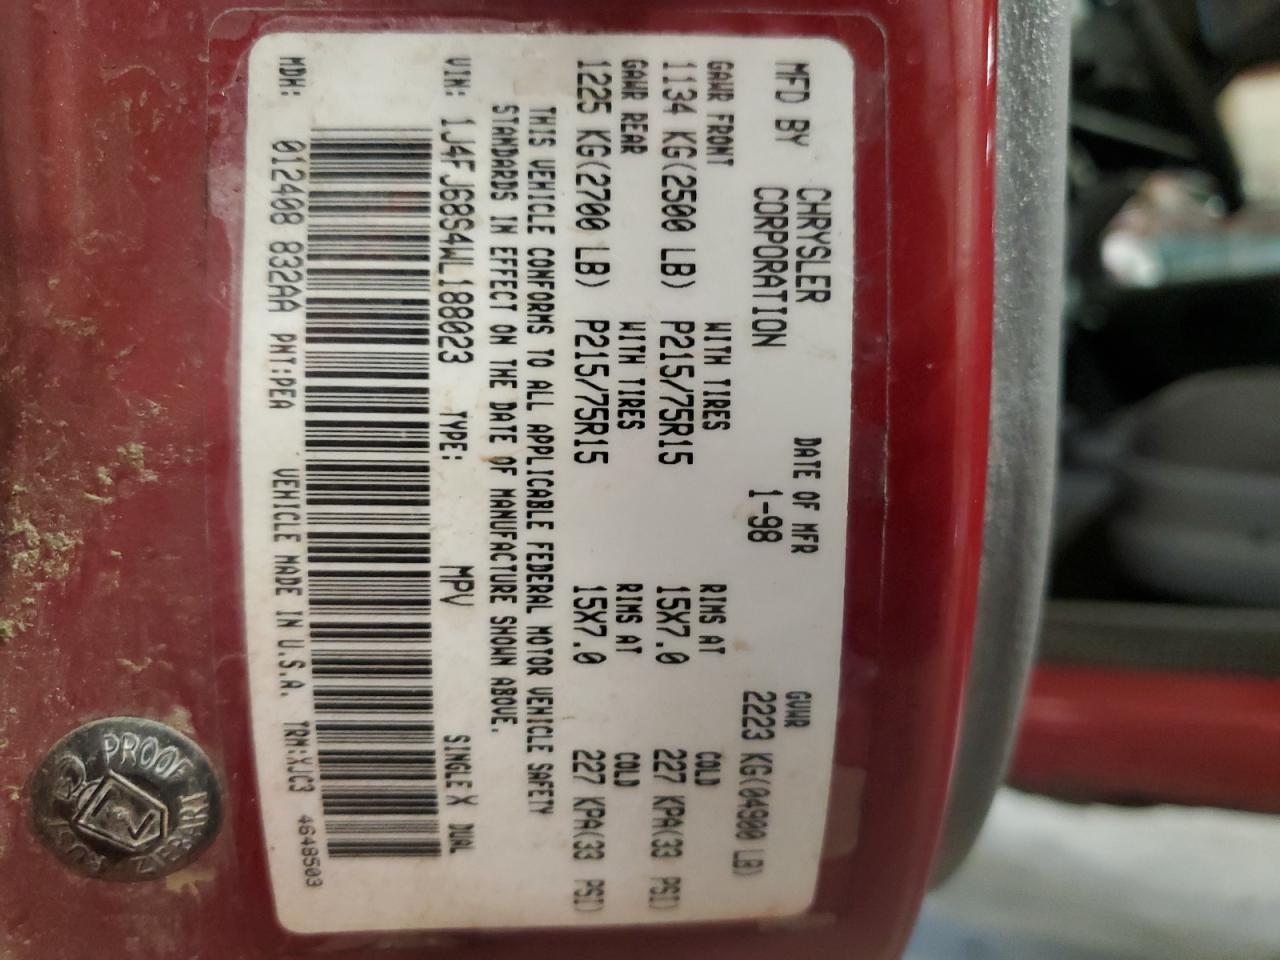 MFD BY CHRYSLER CORPORATION DATE OF MFR 1-98 GVWR 2223 KG(04900 LB)
GAWR FRONT WITH TIRES RIMS AT COLD
1134 KG(2500 LB) P215/75R15 15X7.0 227 KPA(33 PSI)
GAWR REAR WITH TIRES RIMS AT COLD
1225 KG(2700 LB) P215/75R15 15X7.0 227 KPA(33 PSI)
THIS VEHICLE CONFORMS TO ALL APPLICABLE FEDERAL MOTOR VEHICLE SAFETY
STANDARDS IN EFFECT ON THE DATE OF MANUFACTURE SHOWN ABOVE.
VIN: 1J4FJ68S4WL188023 TYPE: MPV SINGLE X DUAL
MDH: 012408 832AA PNT:PEA VEHICLE MADE IN U.S.A. TRM:XJC3 4648503
RUSTY PROOF
ZIEBART